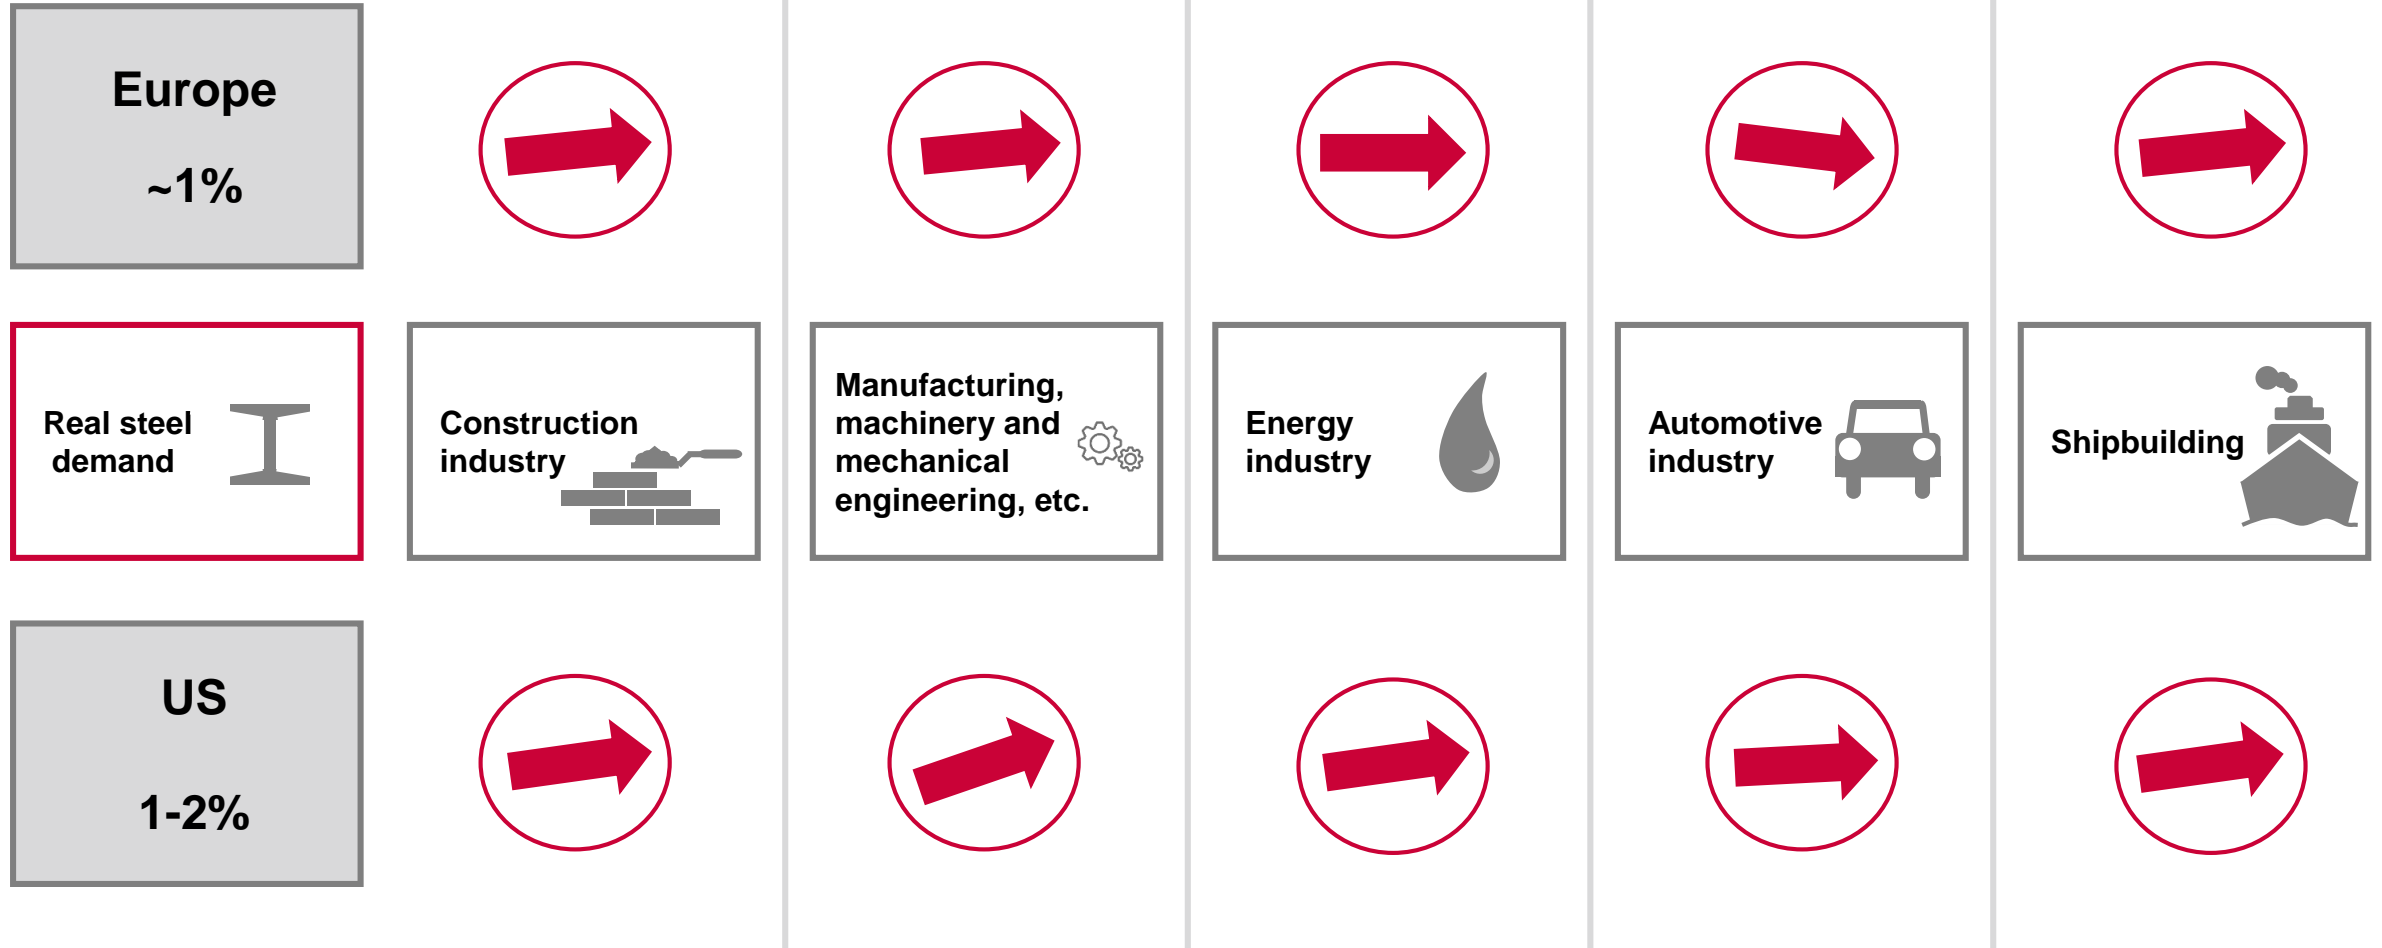 Europe
~1%
Real steel
demand
Construction
industry
Manufacturing,
machinery and
mechanical
engineering, etc.
Energy
industry
Automotive
industry
Shipbuilding
US
1-2%